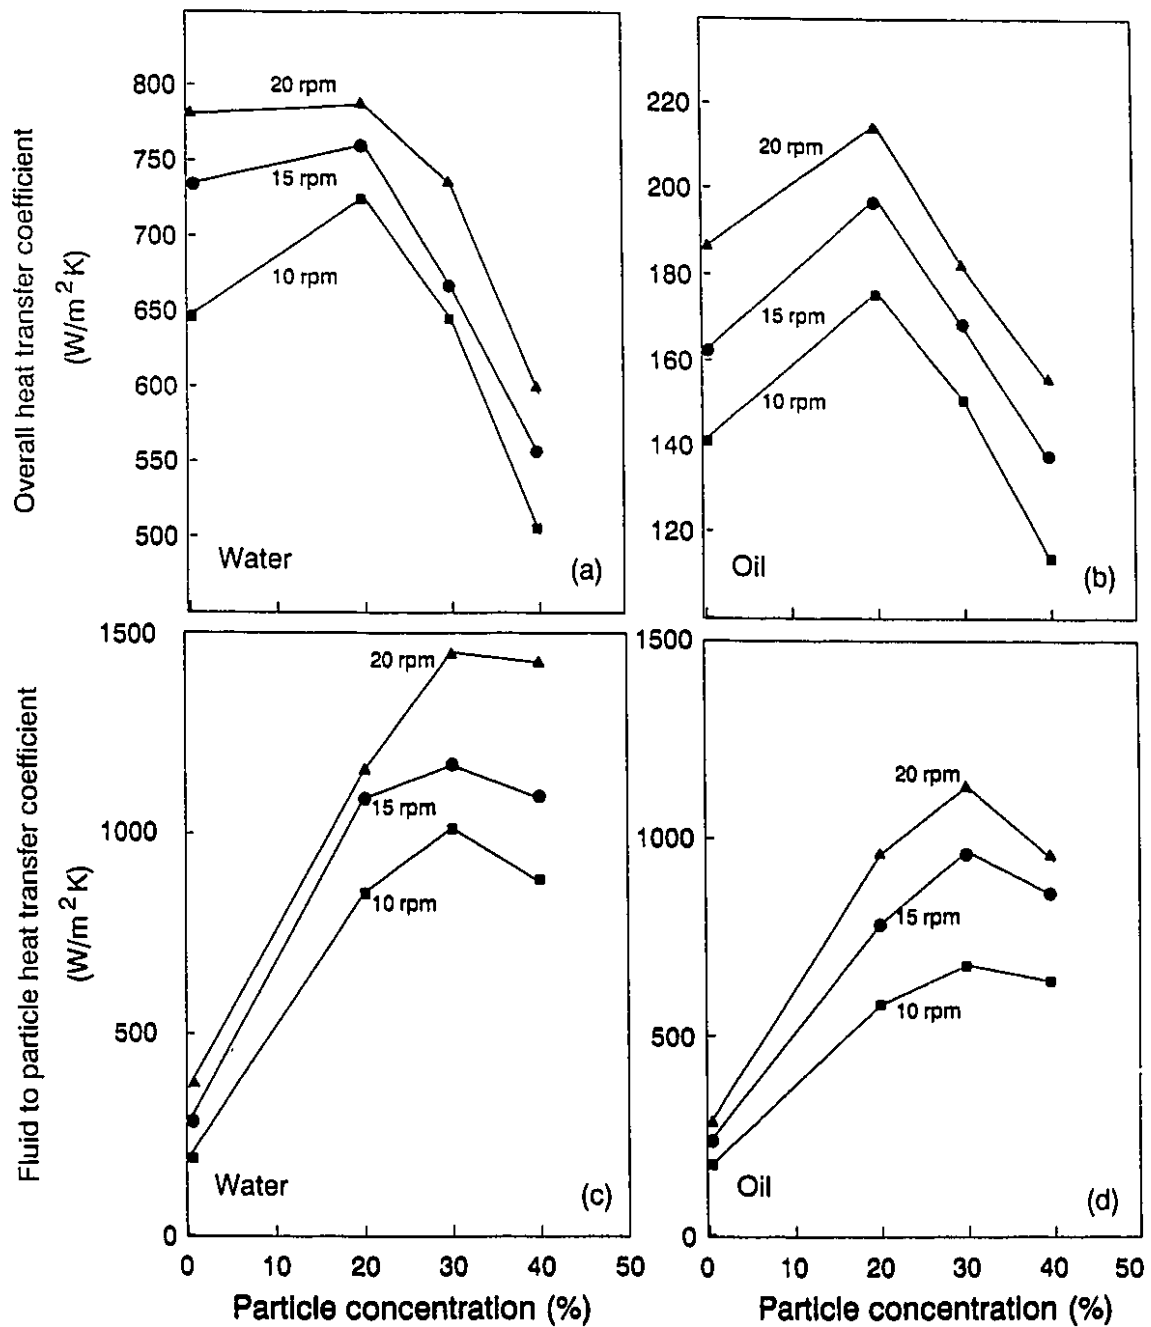 Overall heat transfer coefficient
(W/m²K)
800
750
700
650
600
550
500
20 rpm
15 rpm
10 rpm
Water
(a)
220
200
180
160
140
120
20 rpm
15 rpm
10 rpm
Oil
(b)
Fluid to particle heat transfer coefficient
(W/m²K)
1500
1000
500
0
20 rpm
15 rpm
10 rpm
Water
(c)
0 10 20 30 40 50
Particle concentration (%)
1500
1000
500
0
20 rpm
15 rpm
10 rpm
Oil
(d)
0 10 20 30 40 50
Particle concentration (%)